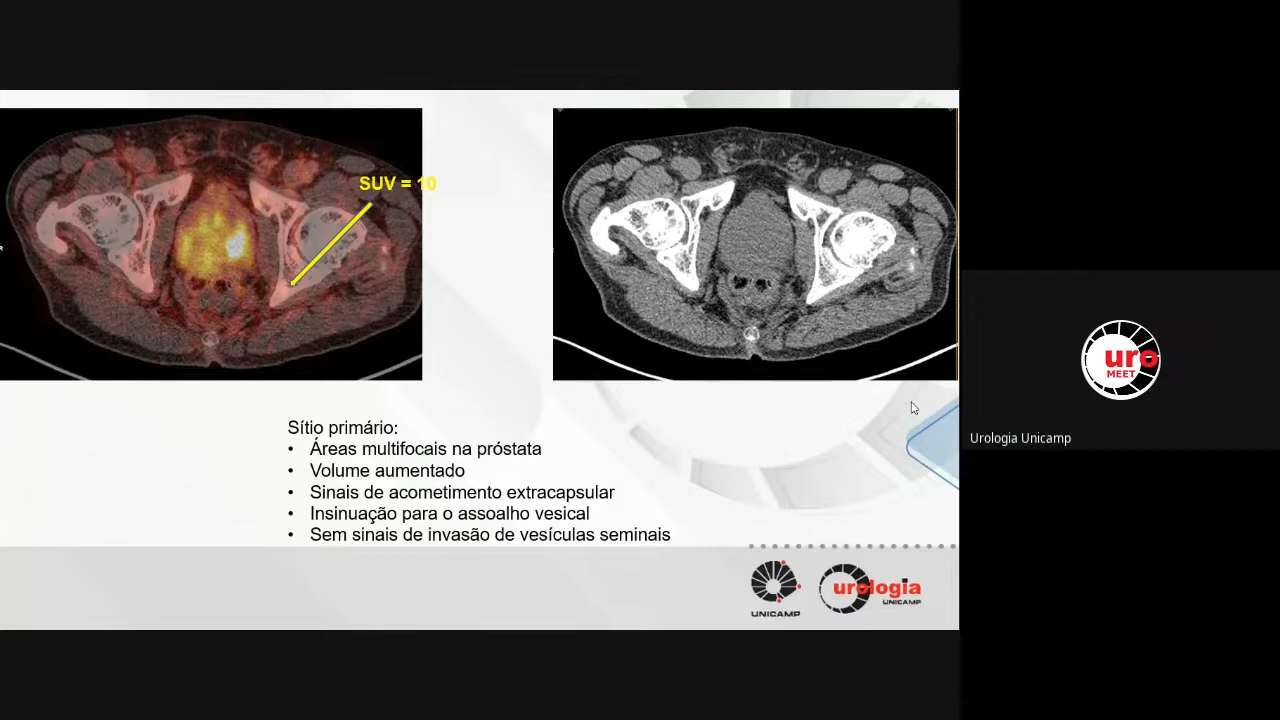 SUV = 10
Sítio primário:
• Áreas multifocais na próstata
• Volume aumentado
• Sinais de acometimento extracapsular
• Insinuação para o assoalho vesical
• Sem sinais de invasão de vesículas seminais
UNICAMP
urologia
UNICAMP
uro
MEET
Urologia Unicamp